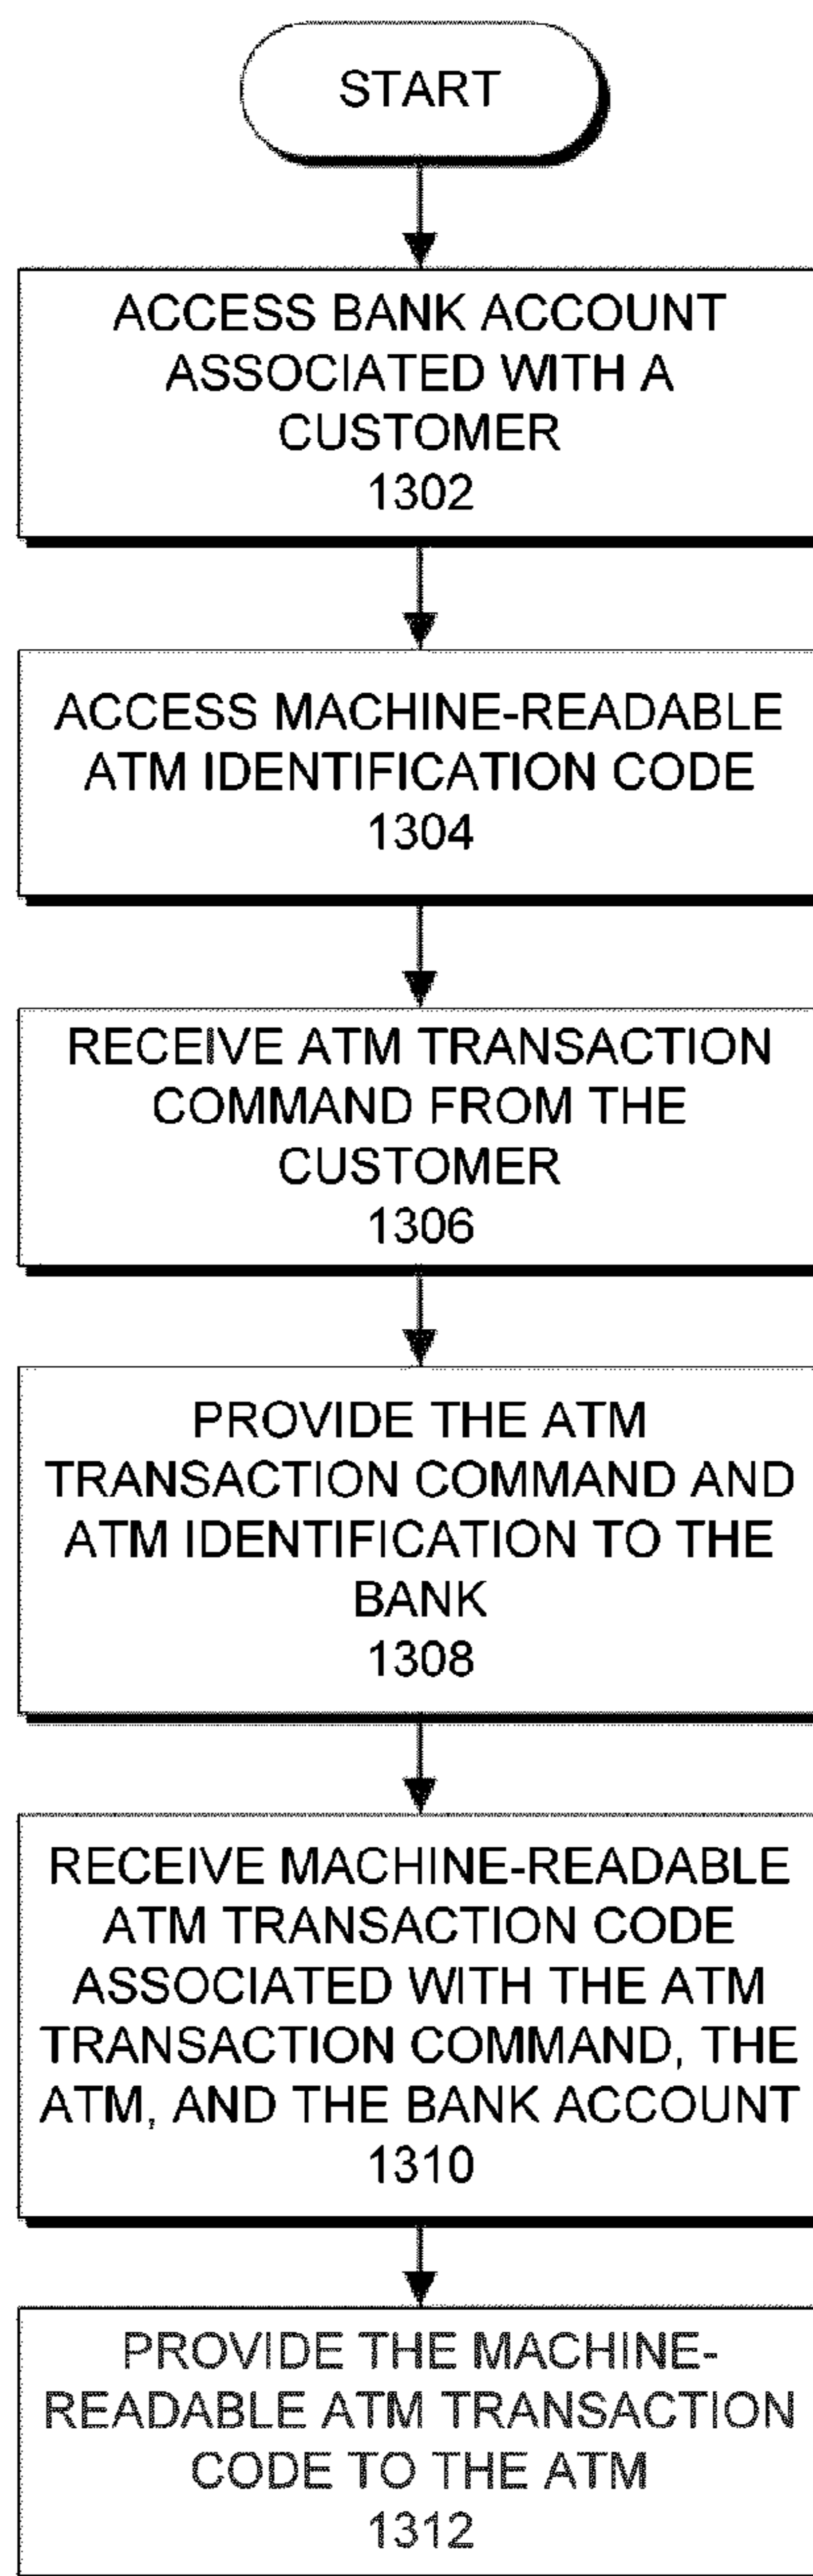 START
ACCESS BANK ACCOUNT
ASSOCIATED WITH A
CUSTOMER
1302
ACCESS MACHINE-READABLE
ATM IDENTIFICATION CODE
1304
RECEIVE ATM TRANSACTION
COMMAND FROM THE
CUSTOMER
1306
PROVIDE THE ATM
TRANSACTION COMMAND AND
ATM IDENTIFICATION TO THE
BANK
1308
RECEIVE MACHINE-READABLE
ATM TRANSACTION CODE
ASSOCIATED WITH THE ATM
TRANSACTION COMMAND, THE
ATM, AND THE BANK ACCOUNT
1310
PROVIDE THE MACHINE-
READABLE ATM TRANSACTION
CODE TO THE ATM
1312